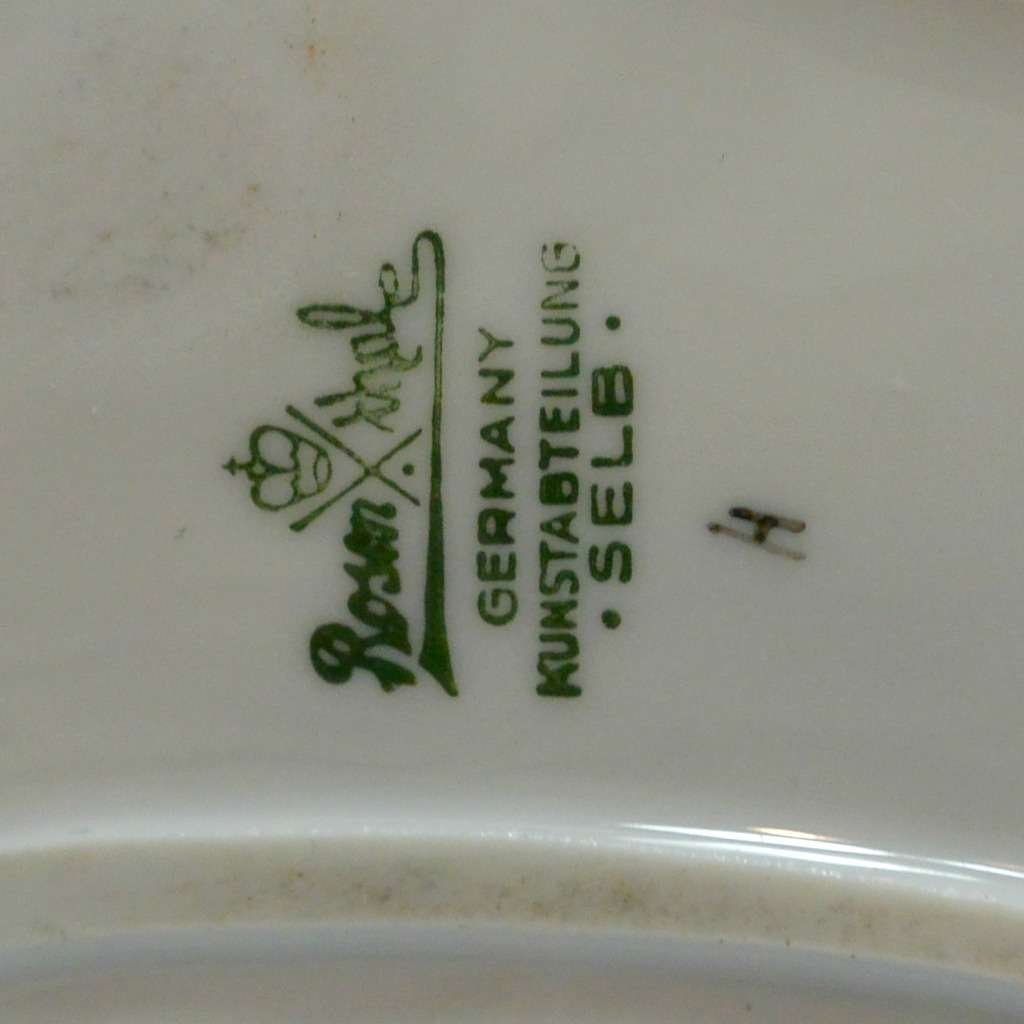 Rosenthal
GERMANY
KUNSTABTEILUNG
• SELB •
H